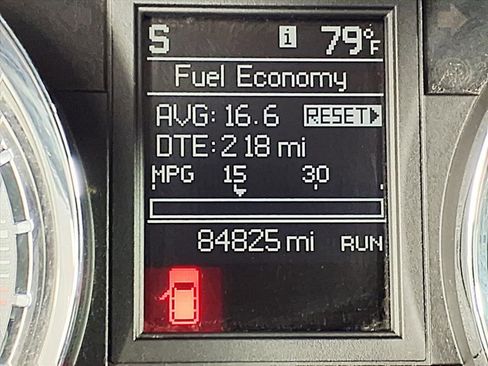 S i 79°F
Fuel Economy
AVG: 16.6 RESET
DTE: 218 mi
MPG 15 30
84825 mi RUN